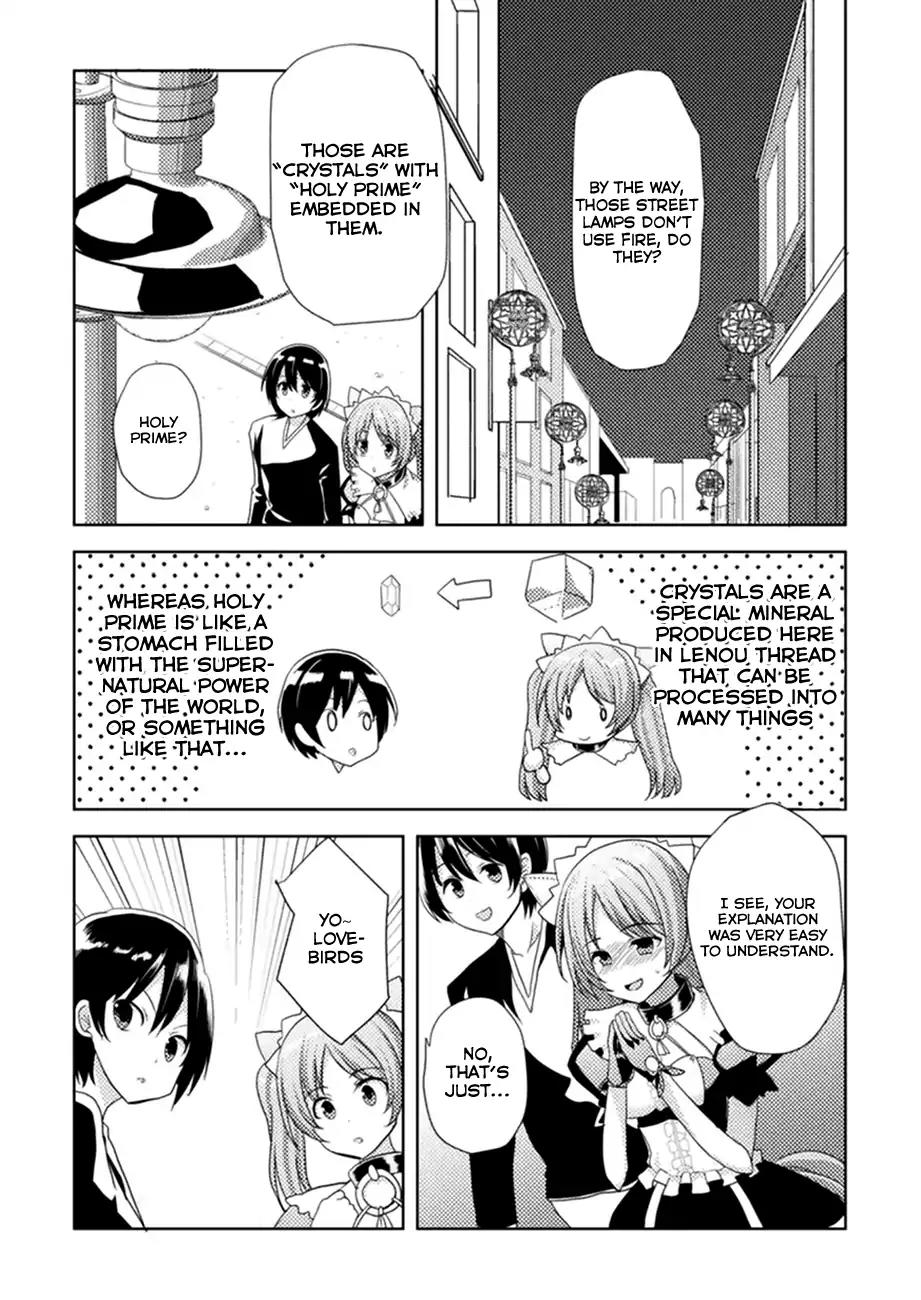 BY THE WAY,
THOSE STREET
LAMPS DON'T
USE FIRE, DO
THEY?
THOSE ARE
"CRYSTALS" WITH
"HOLY PRIME"
EMBEDDED IN
THEM.
HOLY
PRIME?
CRYSTALS ARE A
SPECIAL MINERAL
PRODUCED HERE
IN LENOU THREAD
THAT CAN BE
PROCESSED INTO
MANY THINGS
WHEREAS HOLY
PRIME IS LIKE A
STOMACH FILLED
WITH THE SUPER-
NATURAL POWER
OF THE WORLD,
OR SOMETHING
LIKE THAT...
I SEE, YOUR
EXPLANATION
WAS VERY EASY
TO UNDERSTAND.
NO,
THAT'S
JUST...
YO~
LOVE-
BIRDS